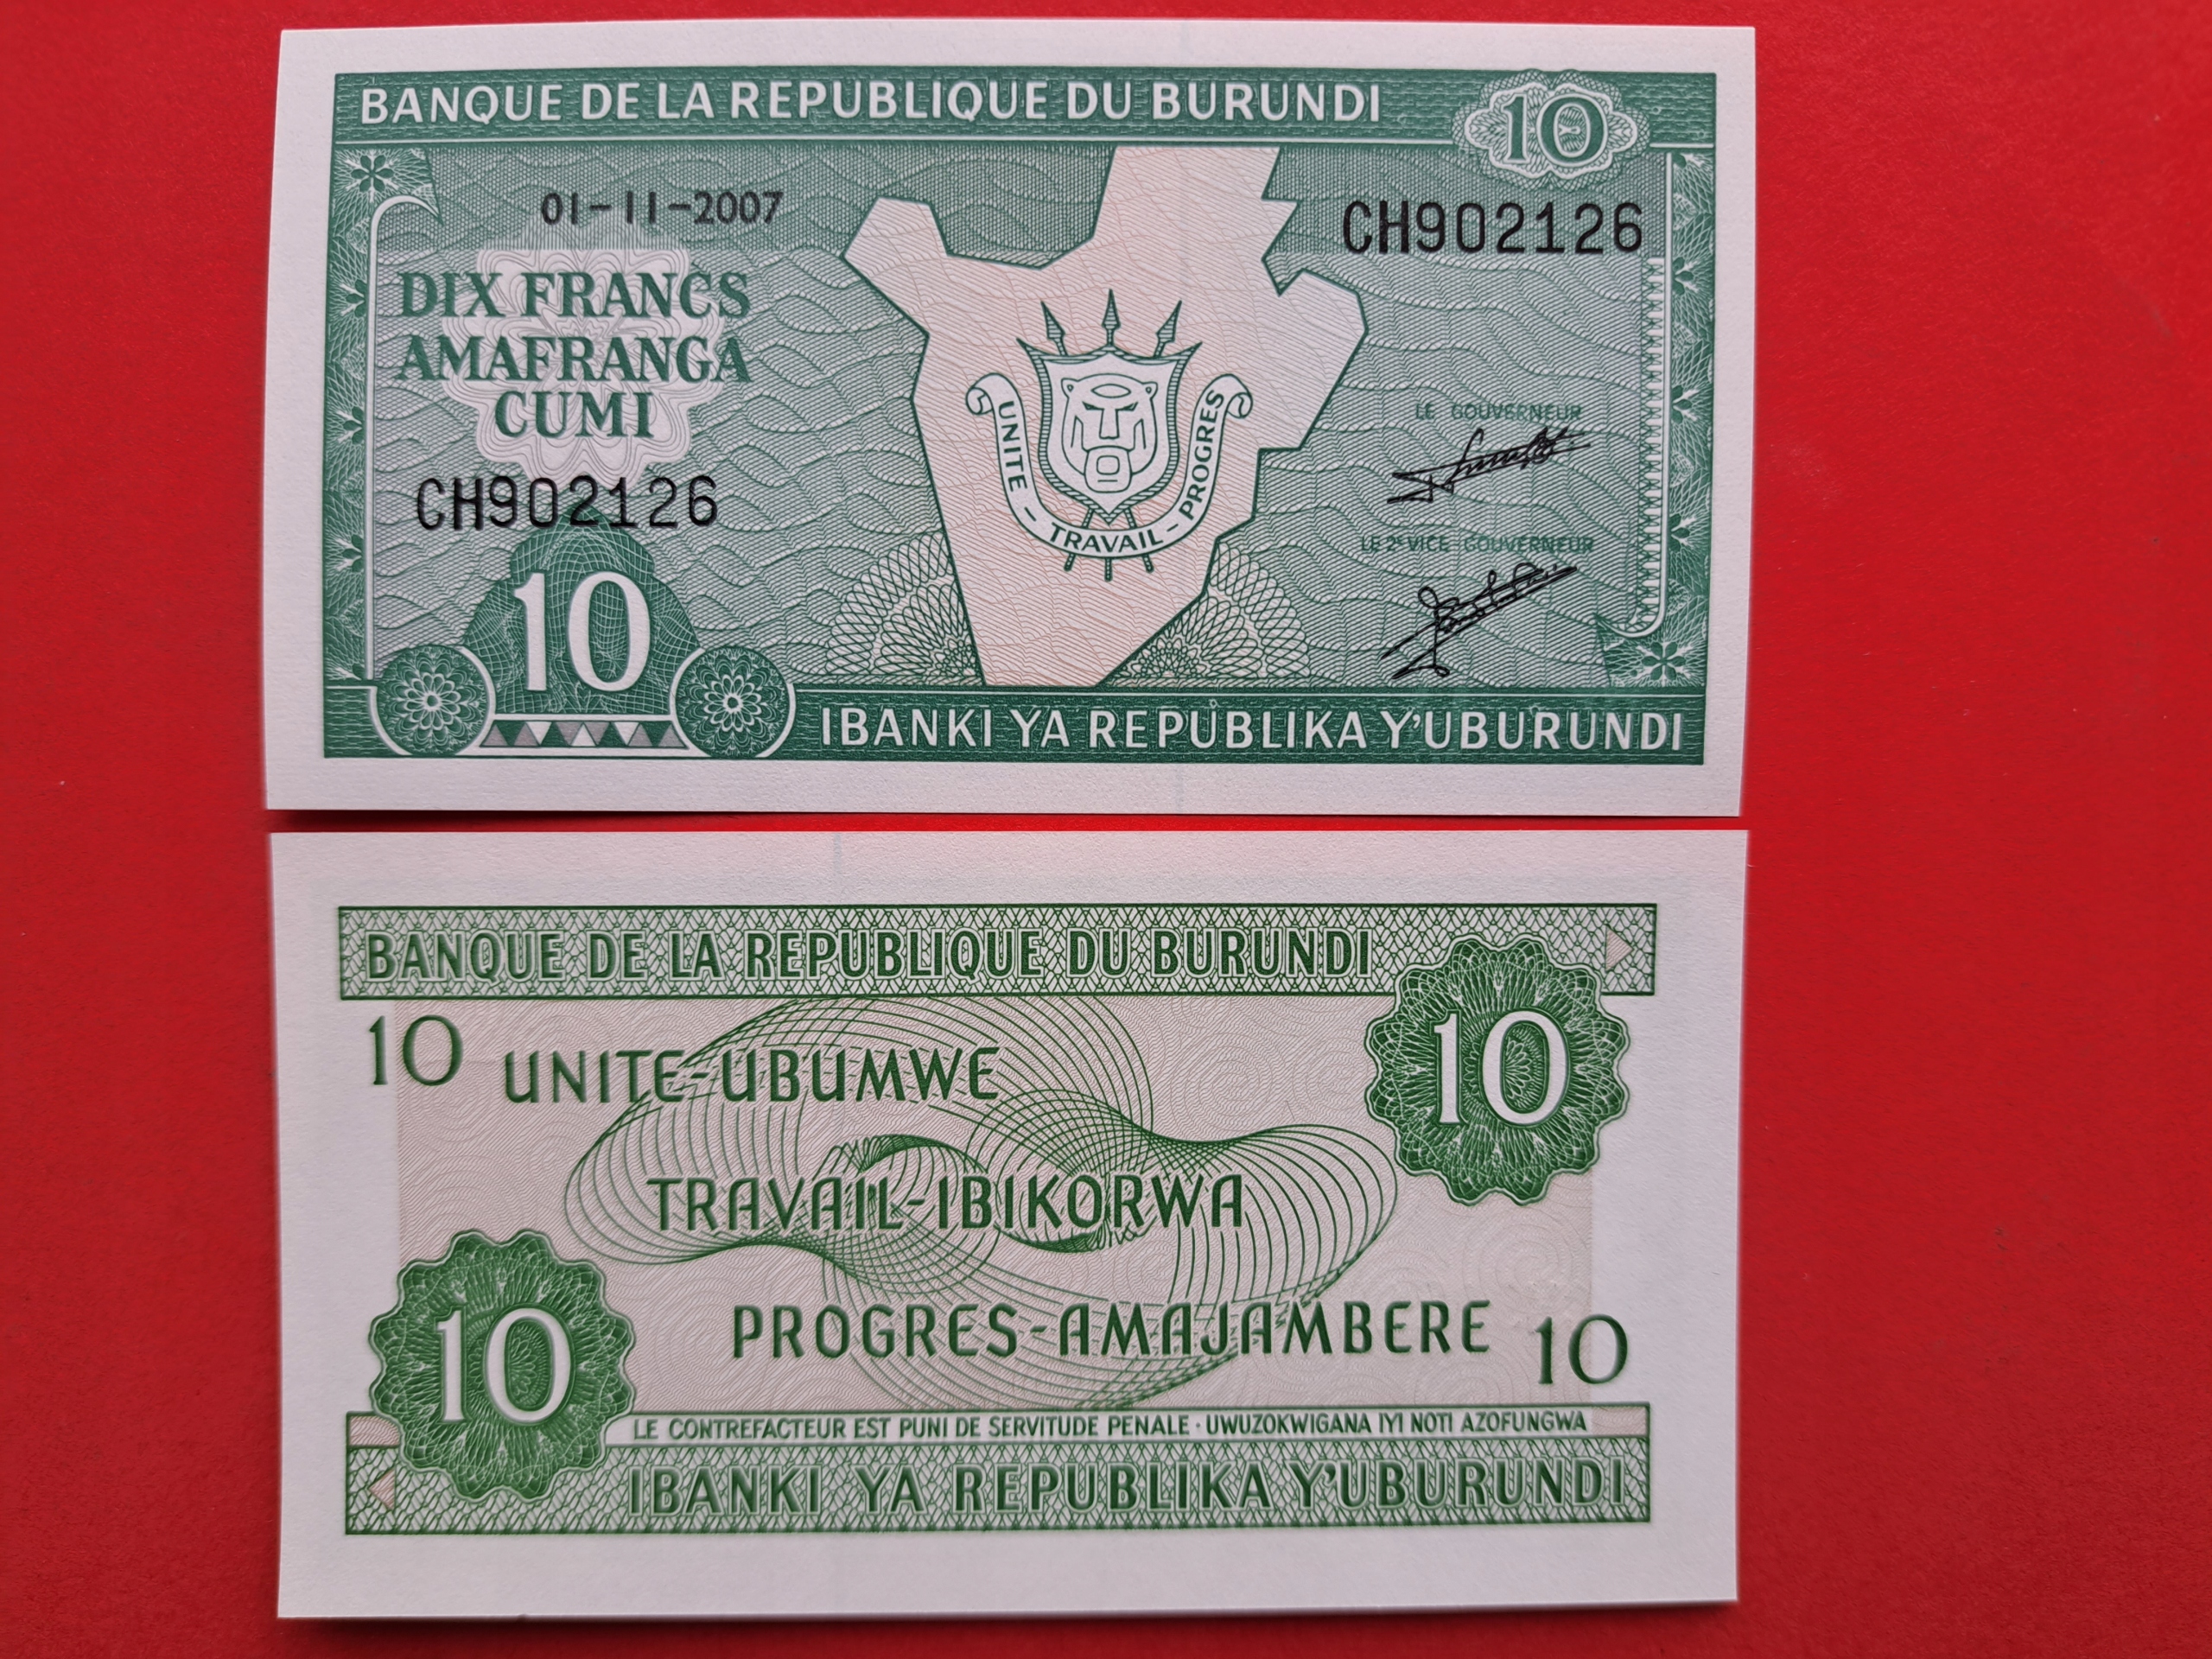 BANQUE DE LA REPUBLIQUE DU BURUNDI
10
01-11-2007
CH902126
DIX FRANCS
AMAFRANGA
CUMI
UNITE - TRAVAIL - PROGRES
LE GOUVERNEUR
CH902126
LE 2e VICE GOUVERNEUR
10
IBANKI YA REPUBLIKA Y'UBURUNDI
BANQUE DE LA REPUBLIQUE DU BURUNDI
10
10
UNITE-UBUMWE
TRAVAIL-IBIKORWA
PROGRES-AMAJAMBERE
10
10
LE CONTREFACTEUR EST PUNI DE SERVITUDE PENALE · UWUZOKWIGANA IYI NOTI AZOFUNGWA
IBANKI YA REPUBLIKA Y'UBURUNDI